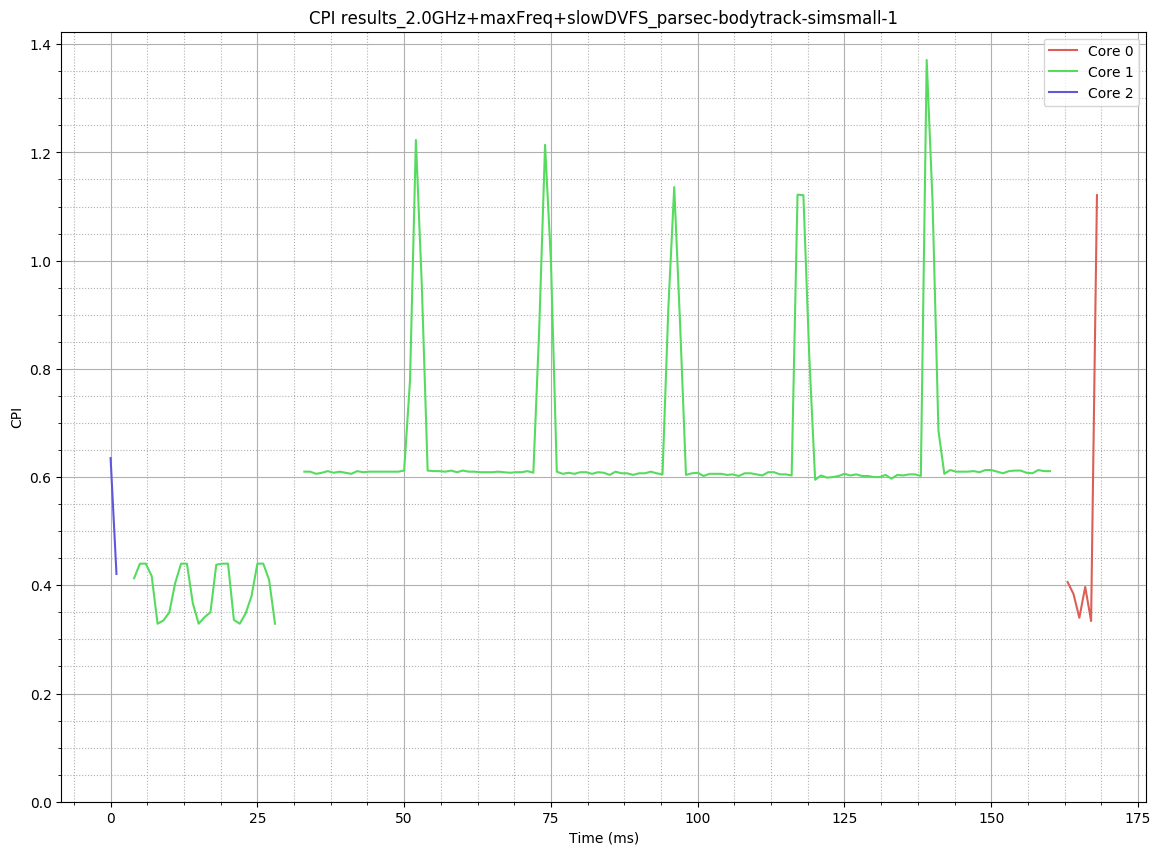 CPI results_2.0GHz+maxFreq+slowDVFS_parsec-bodytrack-simsmall-1
Core 0
Core 1
Core 2
CPI
1.4
1.2
1.0
0.8
0.6
0.4
0.2
0.0
0 25 50 75 100 125 150 175
Time (ms)